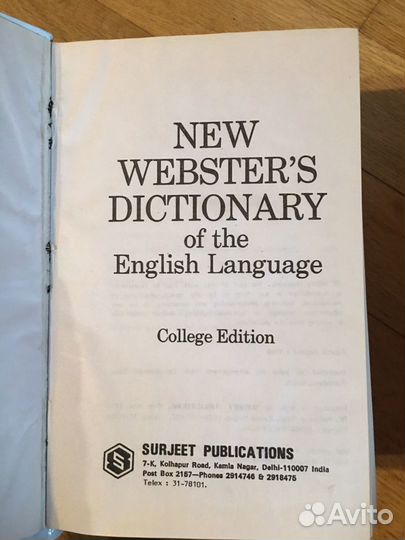 NEW
WEBSTER'S
DICTIONARY
of the
English Language
College Edition
S
SURJEET PUBLICATIONS
7-K, Kolhapur Road, Kamla Nagar, Delhi-110007 India
Post Box 2157—Phones 2914746 & 2918475
Telex : 31-78101.
Avito